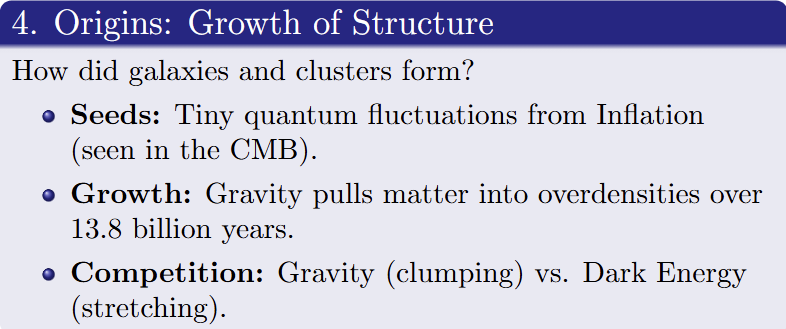 4. Origins: Growth of Structure
How did galaxies and clusters form?
Seeds: Tiny quantum fluctuations from Inflation
(seen in the CMB).
Growth: Gravity pulls matter into overdensities over
13.8 billion years.
Competition: Gravity (clumping) vs. Dark Energy
(stretching).